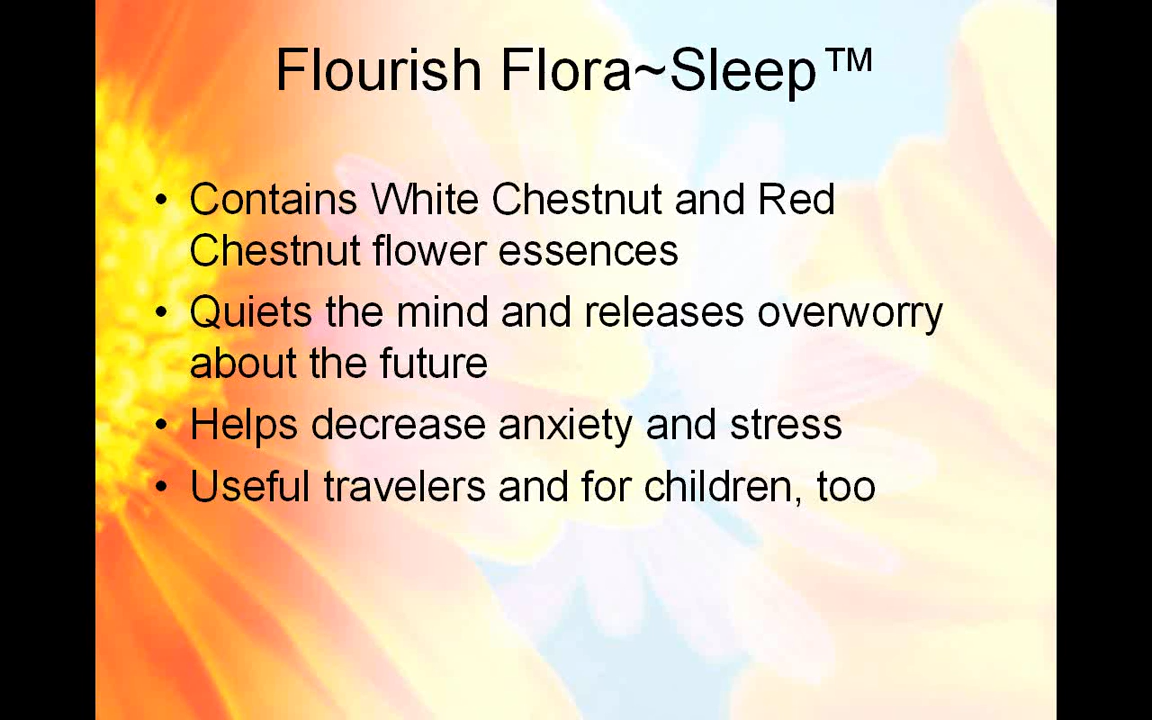 Flourish Flora~Sleep™
• Contains White Chestnut and Red
Chestnut flower essences
• Quiets the mind and releases overworry
about the future
• Helps decrease anxiety and stress
• Useful travelers and for children, too